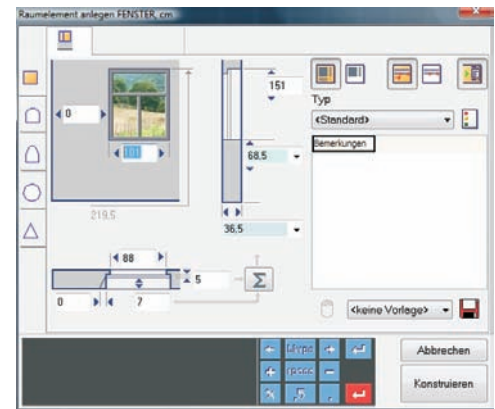 Raumelement anlegen FENSTER, cm
0
101
151
Typ
<Standard>
Bemerkungen
68.5
219.5
36.5
88
5
Σ
0
7
<keine Vorlage>
Abbrechen
Konstruieren